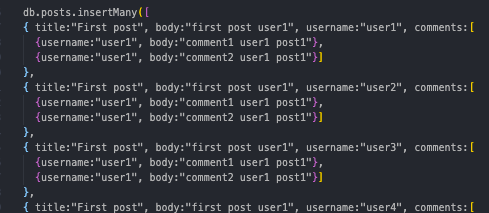 db.posts.insertMany([
{ title:"First post", body:"first post user1", username:"user1", comments:[
{username:"user1", body:"comment1 user1 post1"},
{username:"user1", body:"comment2 user1 post1"}]
},
{ title:"First post", body:"first post user1", username:"user2", comments:[
{username:"user1", body:"comment1 user1 post1"},
{username:"user1", body:"comment2 user1 post1"}]
},
{ title:"First post", body:"first post user1", username:"user3", comments:[
{username:"user1", body:"comment1 user1 post1"},
{username:"user1", body:"comment2 user1 post1"}]
},
{ title:"First post", body:"first post user1", username:"user4", comments:[